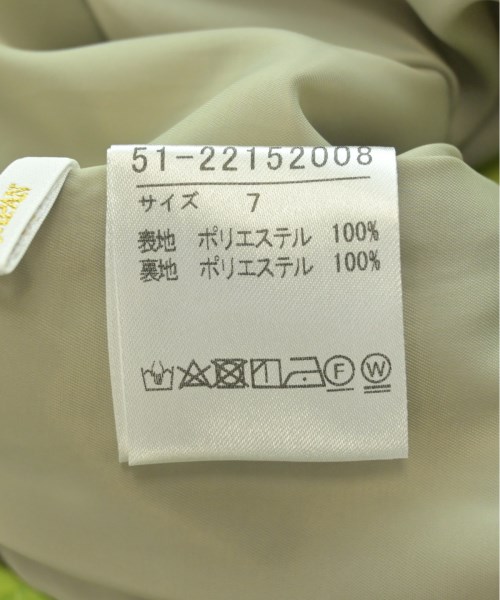 51-22152008
サイズ 7
表地 ポリエステル 100%
裏地 ポリエステル 100%
F W